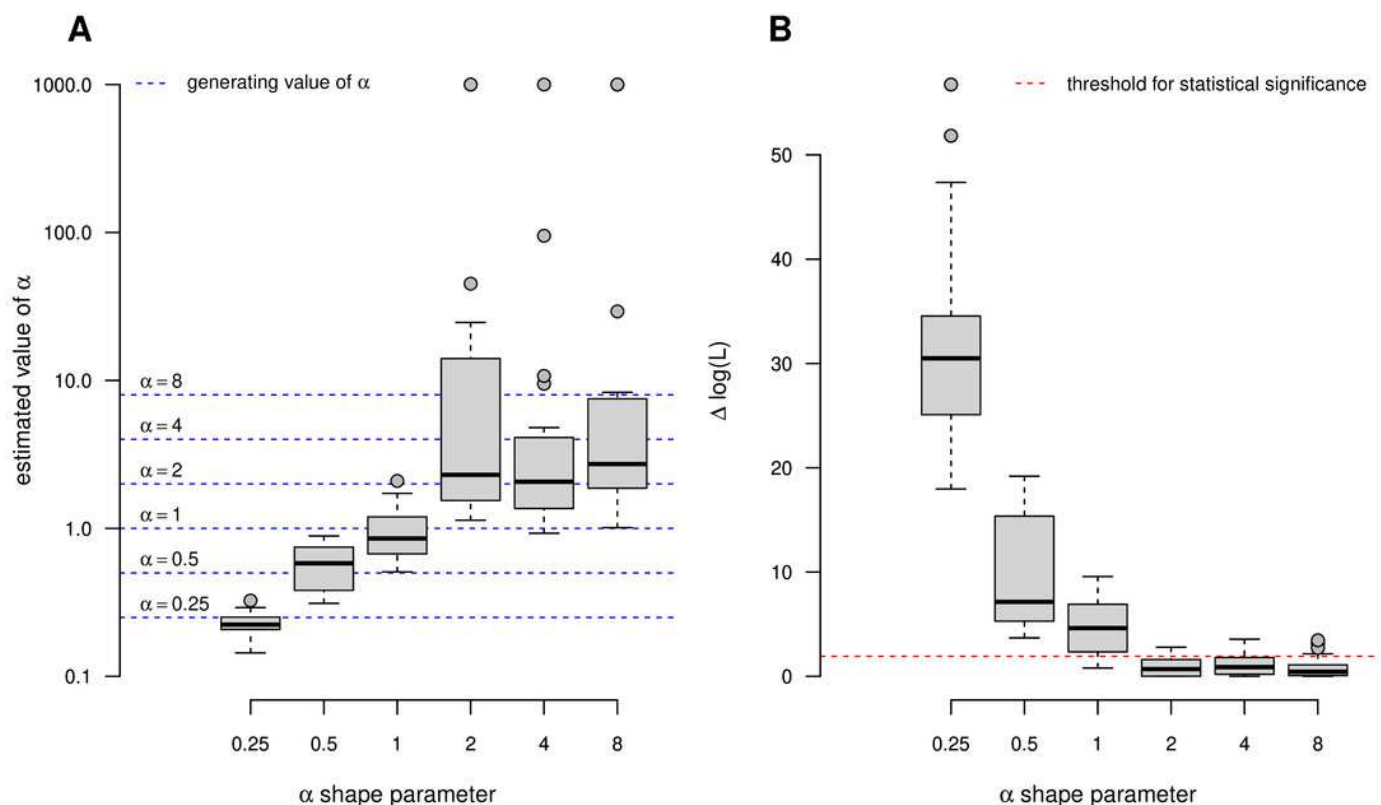 A
generating value of α
1000.0
100.0
10.0
1.0
0.1
estimated value of α
α = 8
α = 4
α = 2
α = 1
α = 0.5
α = 0.25
0.25 0.5 1 2 4 8
α shape parameter
B
threshold for statistical significance
50
40
30
20
10
0
Δ log(L)
0.25 0.5 1 2 4 8
α shape parameter